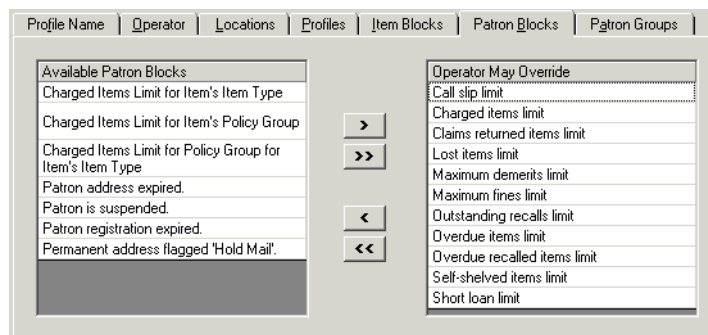 Profile Name Operator Locations Profiles Item Blocks Patron Blocks Patron Groups
Available Patron Blocks
Charged Items Limit for Item's Item Type
Charged Items Limit for Item's Policy Group
Charged Items Limit for Policy Group for
Item's Item Type
Patron address expired.
Patron is suspended.
Patron registration expired.
Permanent address flagged 'Hold Mail'.
>
>>
<
<<
Operator May Override
Call slip limit
Charged items limit
Claims returned items limit
Lost items limit
Maximum demerits limit
Maximum fines limit
Outstanding recalls limit
Overdue items limit
Overdue recalled items limit
Self-shelved items limit
Short loan limit